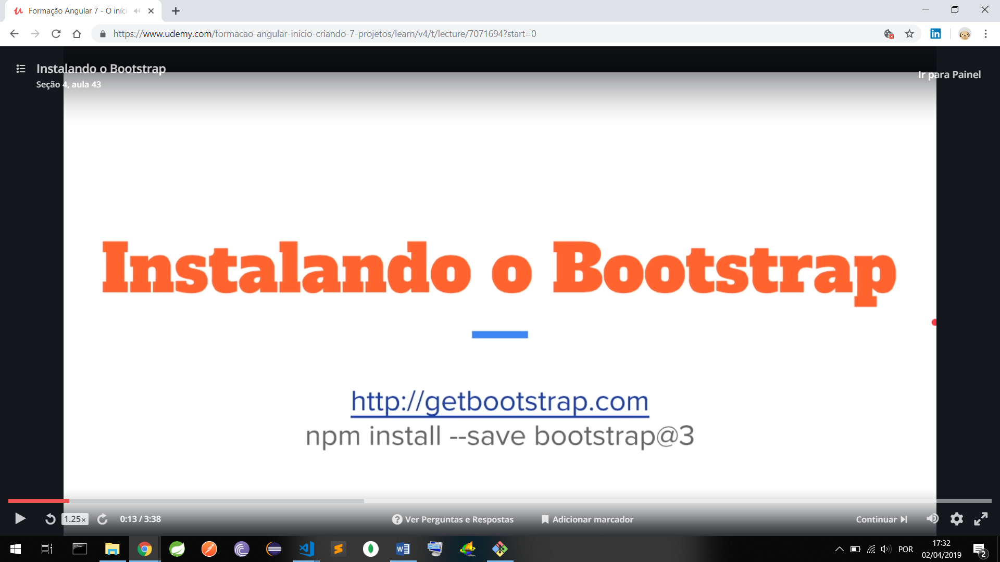 Formação Angular 7 - O iníci
https://www.udemy.com/formacao-angular-inicio-criando-7-projetos/learn/v4/t/lecture/7071694?start=0
Instalando o Bootstrap
Seção 4, aula 43
Ir para Painel
Instalando o Bootstrap
http://getbootstrap.com
npm install --save bootstrap@3
1.25x
0:13 / 3:38
Ver Perguntas e Respostas
Adicionar marcador
Continuar
POR
17:32
02/04/2019
2